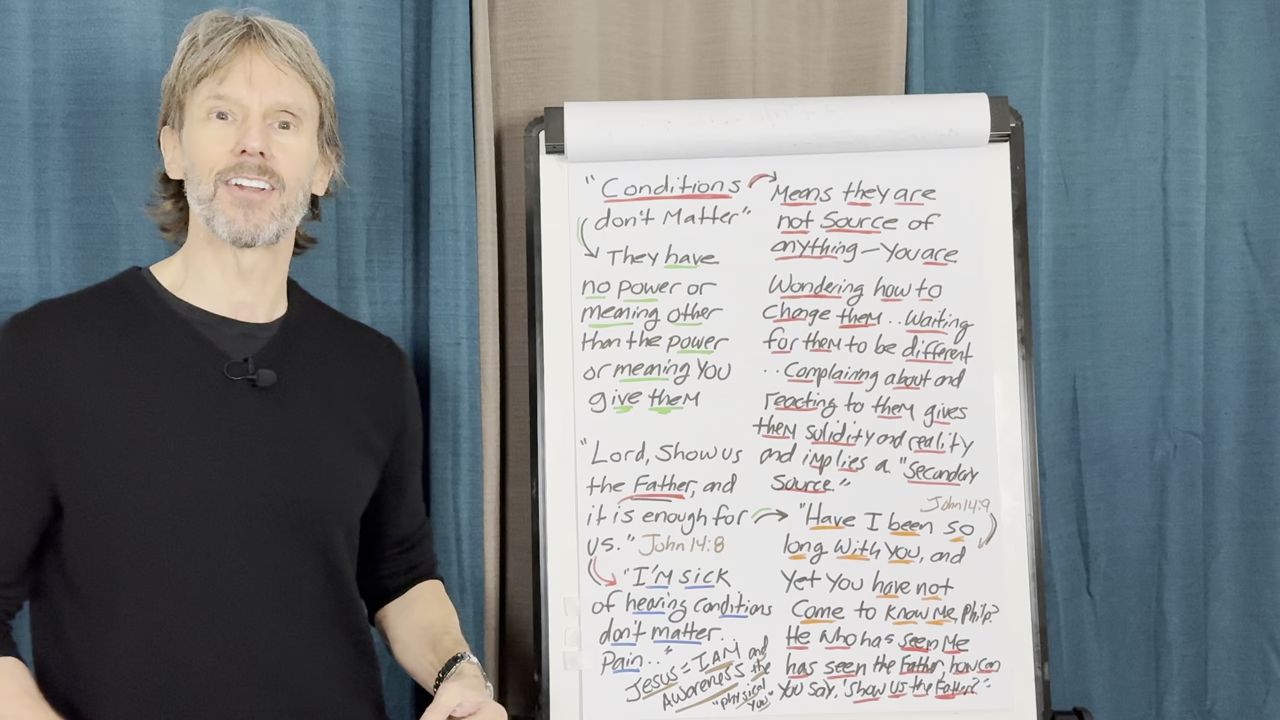 "Conditions
don't Matter"
They have
no power or
meaning other
than the power
or meaning YOU
give them
"Lord, Show us
the Father, and
it is enough for
us." John 14:8
"I'M SICK
of hearing conditions
don't matter.
Pain..."
Jesus = I AM and
AWARENESS the
"physical
YOU"
Means they are
not Source of
anything – You are
Wondering how to
Change them.. Waiting
for them to be different
.. Complaining about and
reacting to them gives
them solidity and reality
and implies a "Secondary
Source."
John 14:9
"Have I been so
long with you, and
Yet You have not
Come to Know Me, Philip?
He who has seen Me
has seen the Father, how can
You Say, 'Show Us the Father?'"